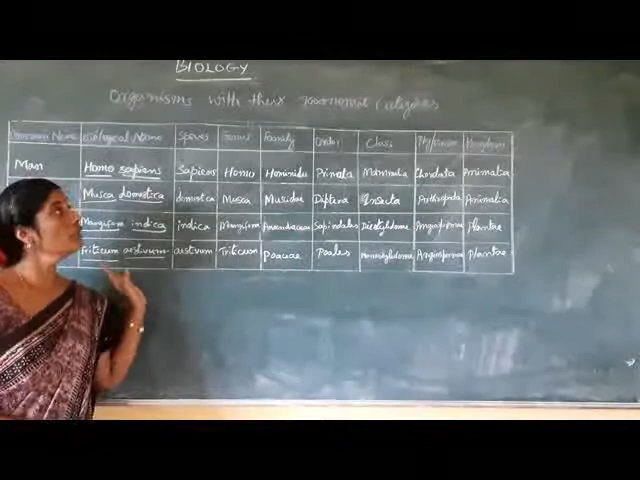 BIOLOGY
Organisms with their Taxonomical Categories
Common Name Biological Name Species Genus Family Order Class Phylum Kingdom
Man Homo sapiens Sapiens Homo Hominidae Primata Mammalia Chordata Animalia
Musca domestica domestica Musca Muscidae Diptera Insecta Arthropoda Animalia
Mangifera indica indica Mangifera Anacardiaceae Sapindales Dicotyledonae Angiospermae Plantae
Triticum aestivum aestivum Triticum Poaceae Poales Monocotyledonae Angiospermae Plantae